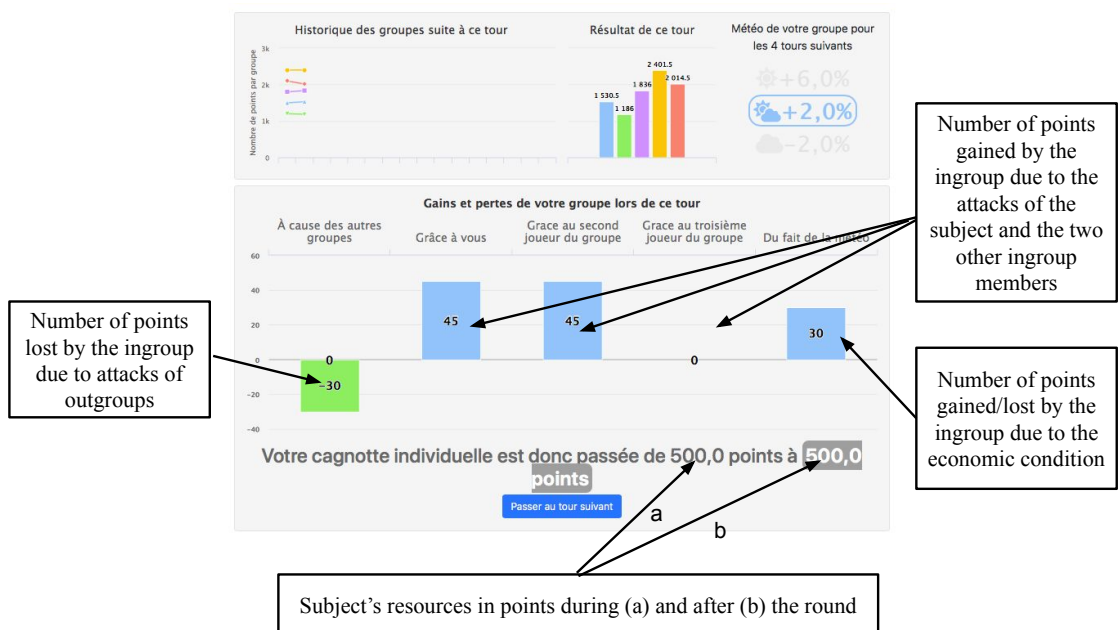 Historique des groupes suite à ce tour
Nombre de points par groupe
3k
2k
1k
0
Résultat de ce tour
1 530.5
1 186
1 836
2 401.5
2 014.5
Météo de votre groupe pour
les 4 tours suivants
+6,0%
+2,0%
-2,0%
Gains et pertes de votre groupe lors de ce tour
À cause des autres
groupes
Grâce à vous
Grace au second
joueur du groupe
Grace au troisième
joueur du groupe
Du fait de la météo
60
40
20
0
-20
-40
0
-30
45
45
0
30
Votre cagnotte individuelle est donc passée de 500,0 points à 500,0
points
Passer au tour suivant
a
b
Number of points
lost by the ingroup
due to attacks of
outgroups
Number of points
gained by the
ingroup due to the
attacks of the
subject and the two
other ingroup
members
Number of points
gained/lost by the
ingroup due to the
economic condition
Subject's resources in points during (a) and after (b) the round